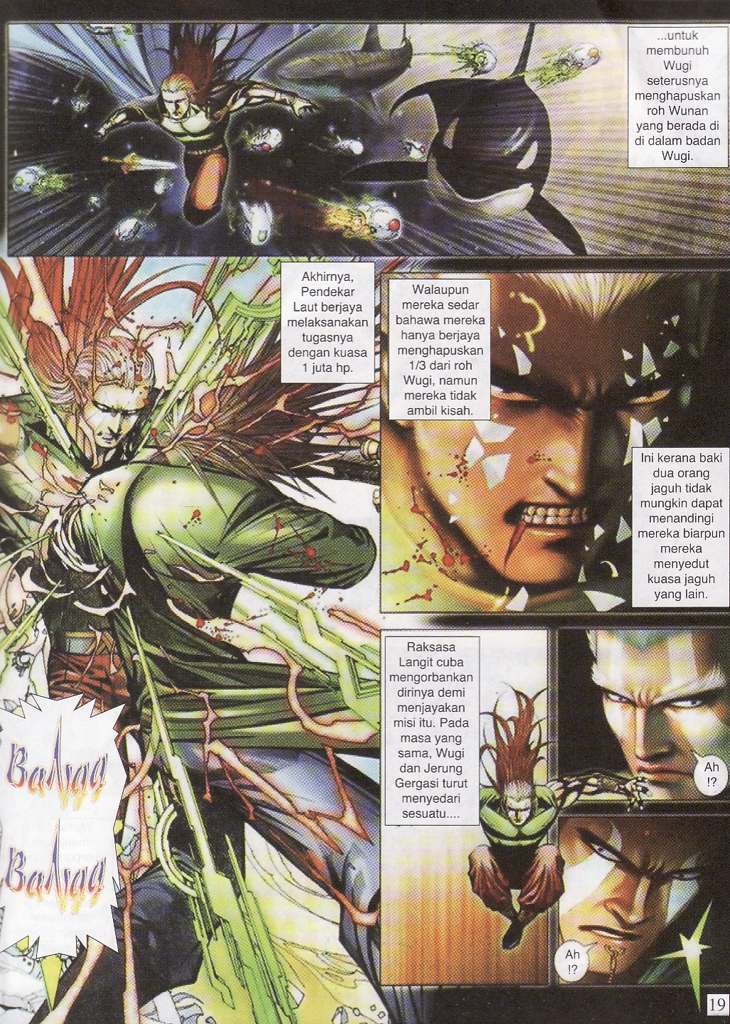 ...untuk
membunuh
Wugi
seterusnya
menghapuskan
roh Wunan
yang berada di
di dalam badan
Wugi.
Akhirnya,
Pendekar
Laut berjaya
melaksanakan
tugasnya
dengan kuasa
1 juta hp.
Walaupun
mereka sedar
bahawa mereka
hanya berjaya
menghapuskan
1/3 dari roh
Wugi, namun
mereka tidak
ambil kisah.
Ini kerana baki
dua orang
jaguh tidak
mungkin dapat
menandingi
mereka biarpun
mereka
menyedut
kuasa jaguh
yang lain.
Raksasa
Langit cuba
mengorbankan
dirinya demi
menjayakan
misi itu. Pada
masa yang
sama, Wugi
dan Jerung
Gergasi turut
menyedari
sesuatu....
Ah
!?
Ah
!?
Bangg
Bangg
19